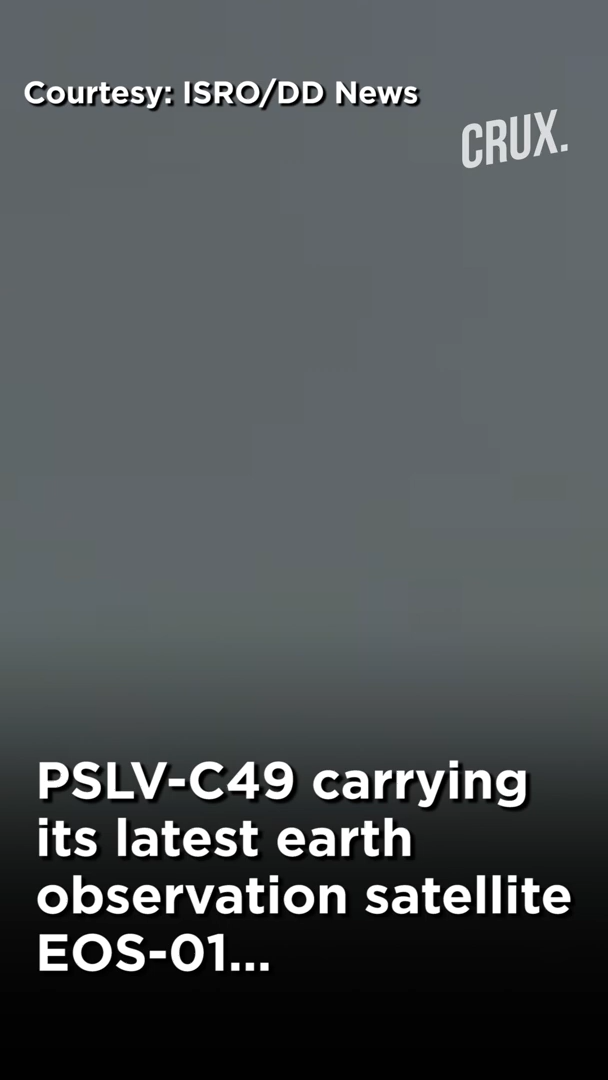 Courtesy: ISRO/DD News
CRUX.
PSLV-C49 carrying
its latest earth
observation satellite
EOS-01...